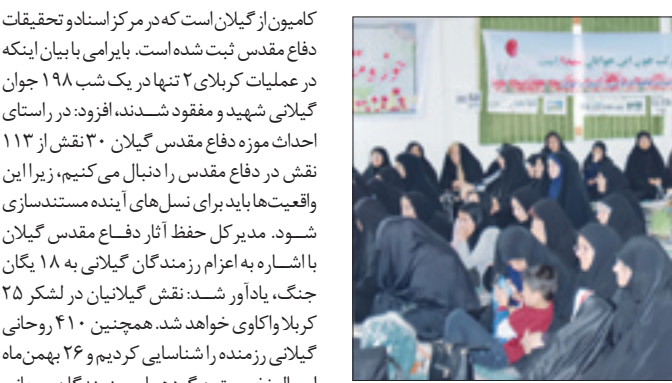 کامیون از گیلان است که در مرکز اسناد و تحقیقات
دفاع مقدس ثبت شده است. بایرامی با بیان اینکه
در عملیات کربلای ۲ تنها در یک شب ۱۹۸ جوان
گیلانی شهید و مفقود شــدند، افزود: در راستای
احداث موزه دفاع مقدس گیلان ۳۰ نقش از ۱۱۳
نقش در دفاع مقدس را دنبال می کنیم، زیرا این
واقعیت‌ها باید برای نسل‌های آینده مستندسازی
شــود. مدیر کل حفظ آثار دفــاع مقدس گیلان
با اشــاره به اعزام رزمندگان گیلانی به ۱۸ یگان
جنگ، یادآور شــد: نقش گیلانیان در لشکر ۲۵
کربلا واکاوی خواهد شد. همچنین ۴۱۰ روحانی
گیلانی رزمنده را شناسایی کردیم و ۲۶ بهمن‌ماه